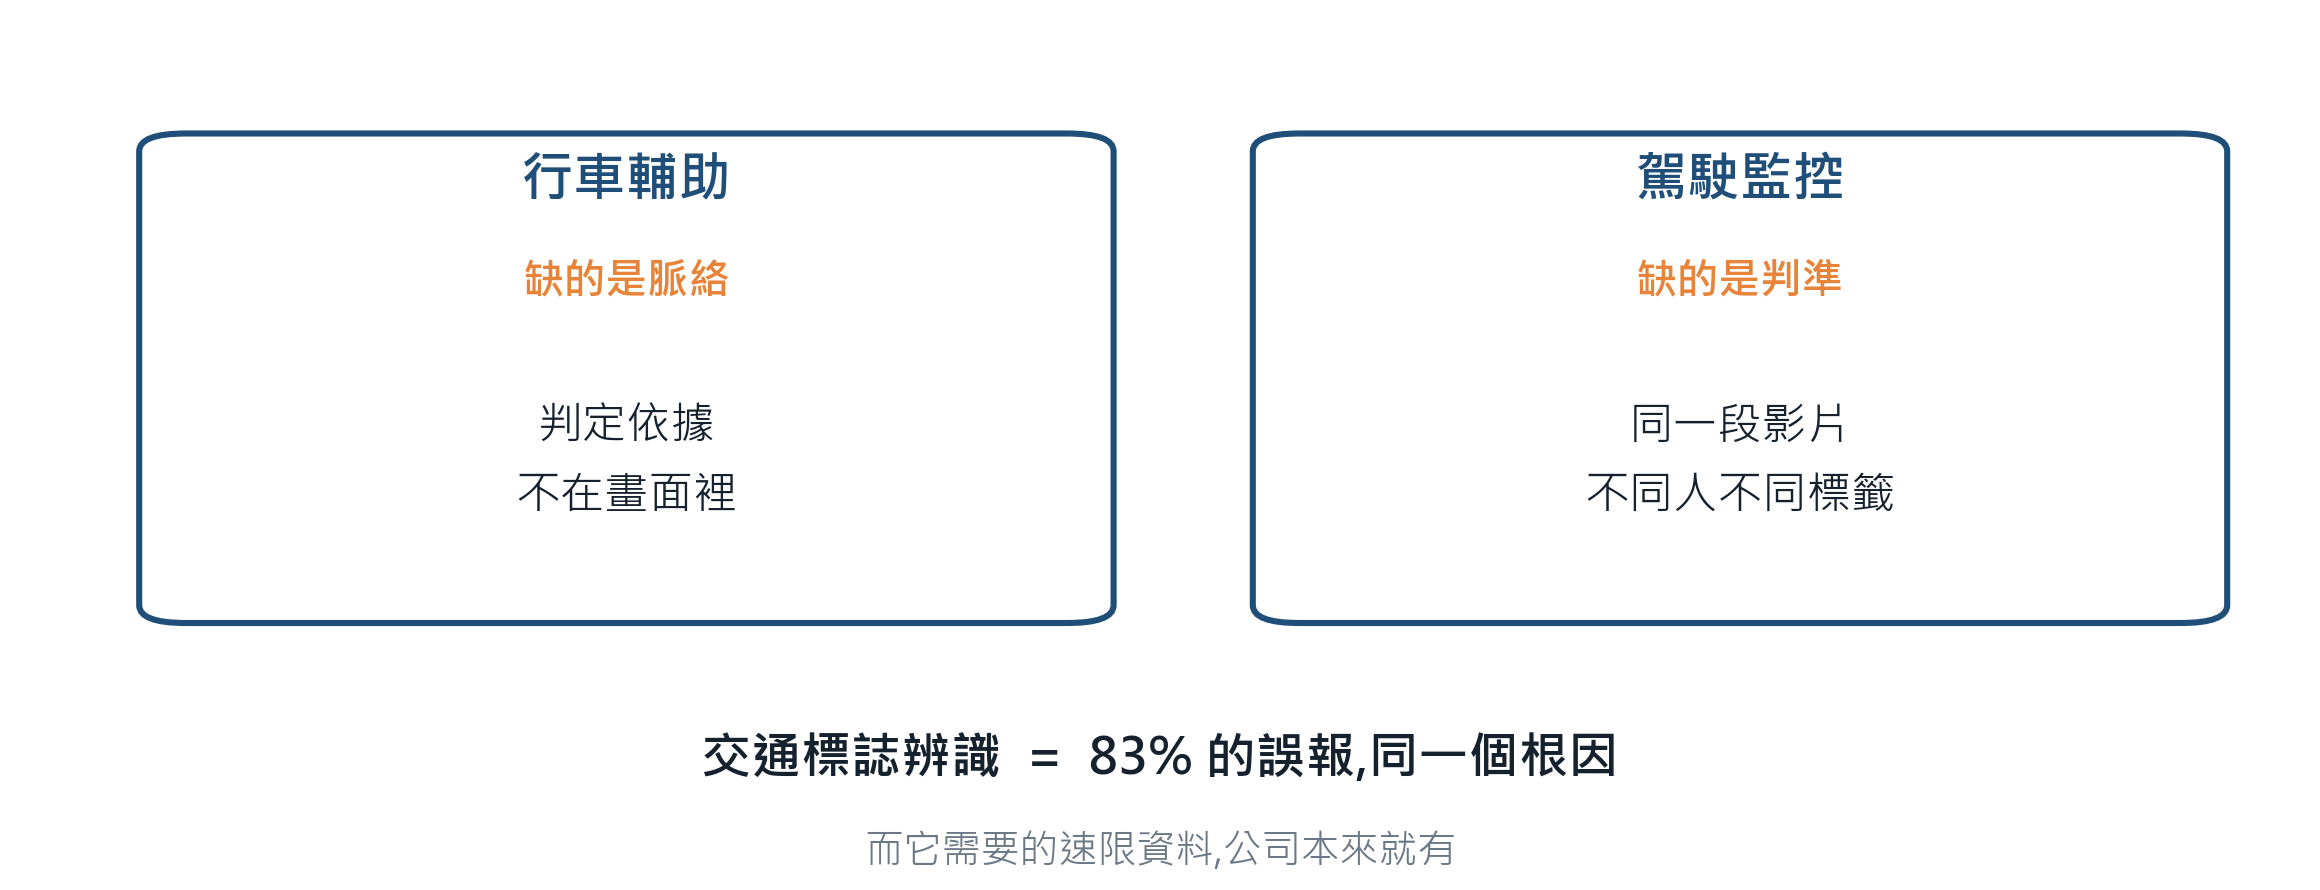 行車輔助
缺的是脈絡
判定依據
不在畫面裡
駕駛監控
缺的是判準
同一段影片
不同人不同標籤
交通標誌辨識 = 83% 的誤報,同一個根因
而它需要的速限資料,公司本來就有